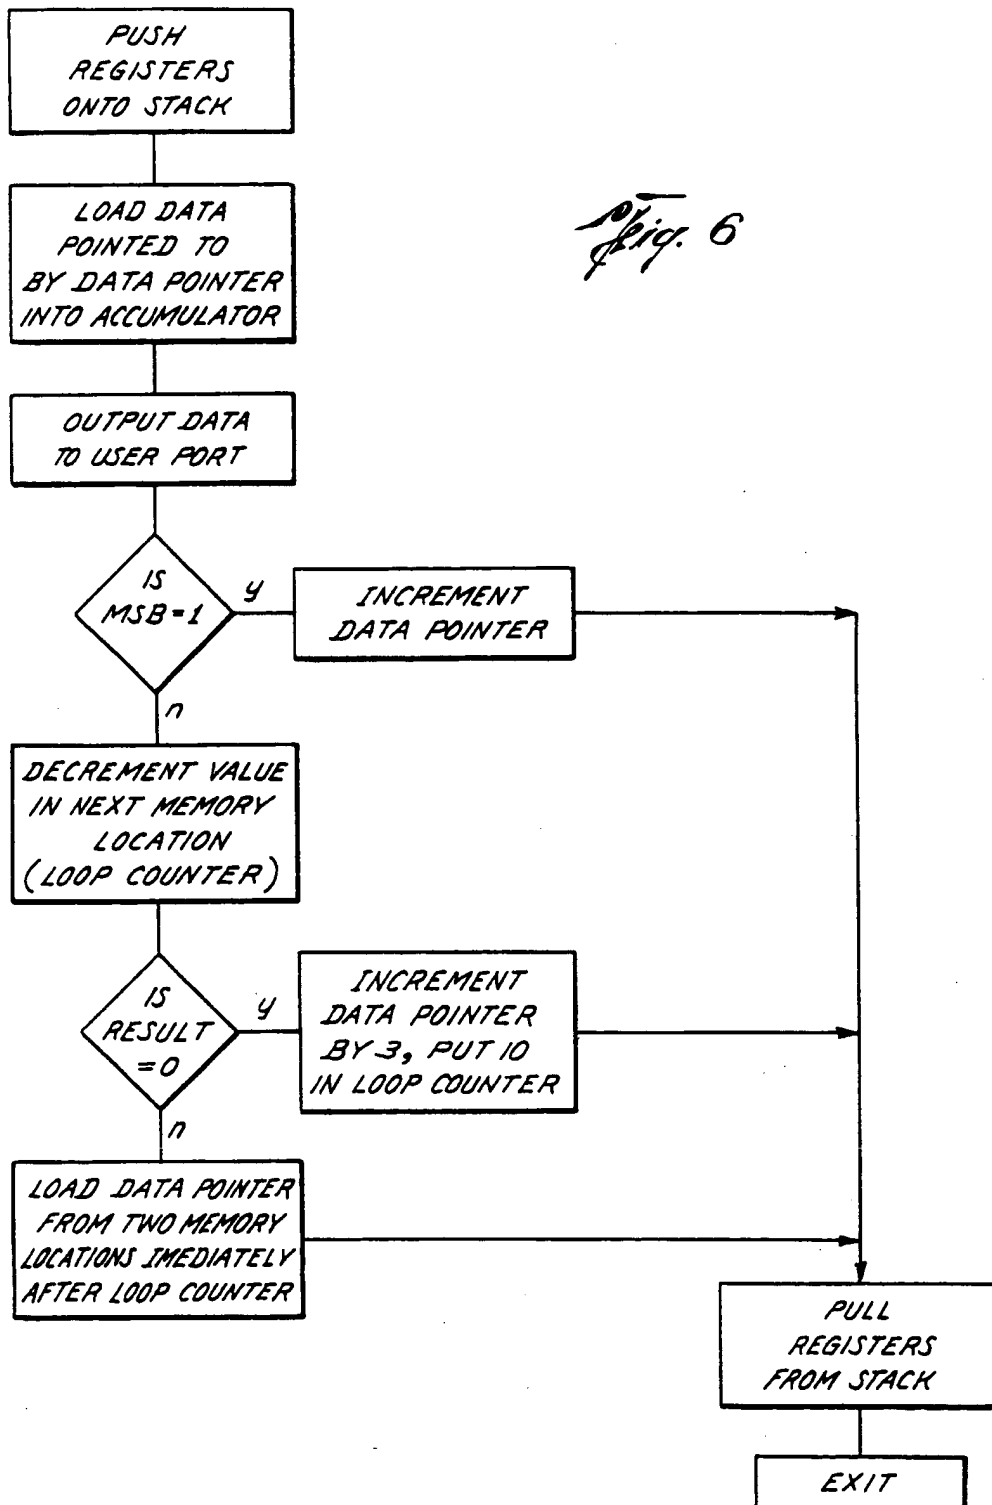 PUSH
REGISTERS
ONTO STACK
LOAD DATA
POINTED TO
BY DATA POINTER
INTO ACCUMULATOR
Fig. 6
OUTPUT DATA
TO USER PORT
IS
MSB=1
y
INCREMENT
DATA POINTER
n
DECREMENT VALUE
IN NEXT MEMORY
LOCATION
(LOOP COUNTER)
IS
RESULT
=0
y
INCREMENT
DATA POINTER
BY 3, PUT 10
IN LOOP COUNTER
n
LOAD DATA POINTER
FROM TWO MEMORY
LOCATIONS IMEDIATELY
AFTER LOOP COUNTER
PULL
REGISTERS
FROM STACK
EXIT